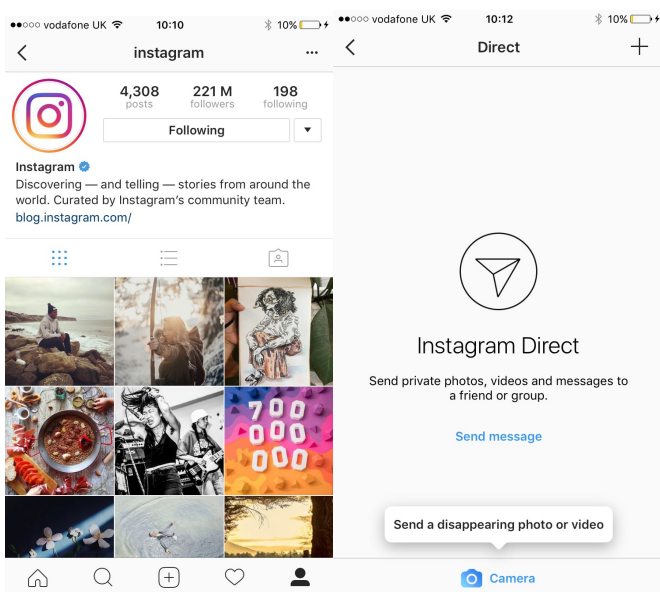 vodafone UK 10:10 10%
instagram
4,308 221 M 198
posts followers following
Following
Instagram
Discovering — and telling — stories from around the
world. Curated by Instagram's community team.
blog.instagram.com/
700
000
000
vodafone UK 10:12 10%
Direct
Instagram Direct
Send private photos, videos and messages to
a friend or group.
Send message
Send a disappearing photo or video
Camera